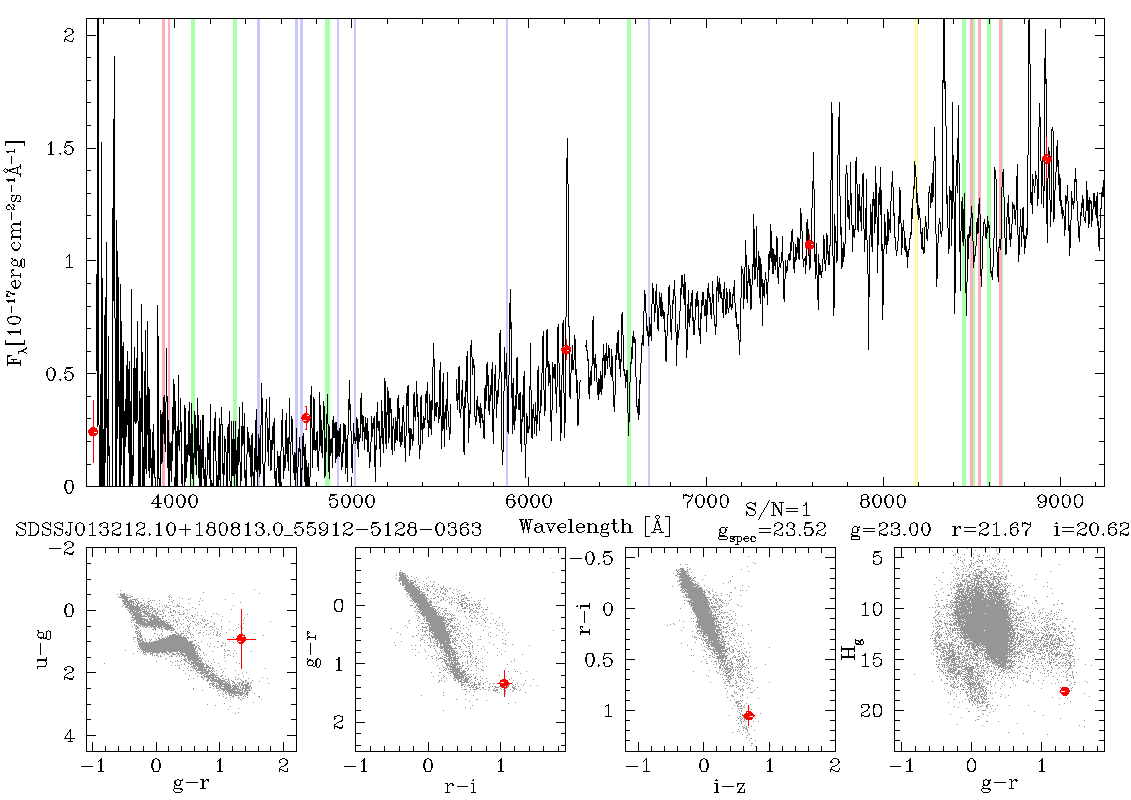 2
1.5
1
0.5
0
F_λ[10⁻¹⁷erg cm⁻²s⁻¹Å⁻¹]
4000 5000 6000 7000 8000 9000
S/N=1
SDSSJ013212.10+180813.0_55912-5128-0363 Wavelength [Å] g_spec=23.52 g=23.00 r=21.67 i=20.62
−2
0
2
4
u-g
−1 0 1 2
g-r
0
1
2
g-r
−1 0 1 2
r-i
−0.5
0
0.5
1
r-i
−1 0 1 2
i-z
5
10
15
20
H_g
−1 0 1
g-r